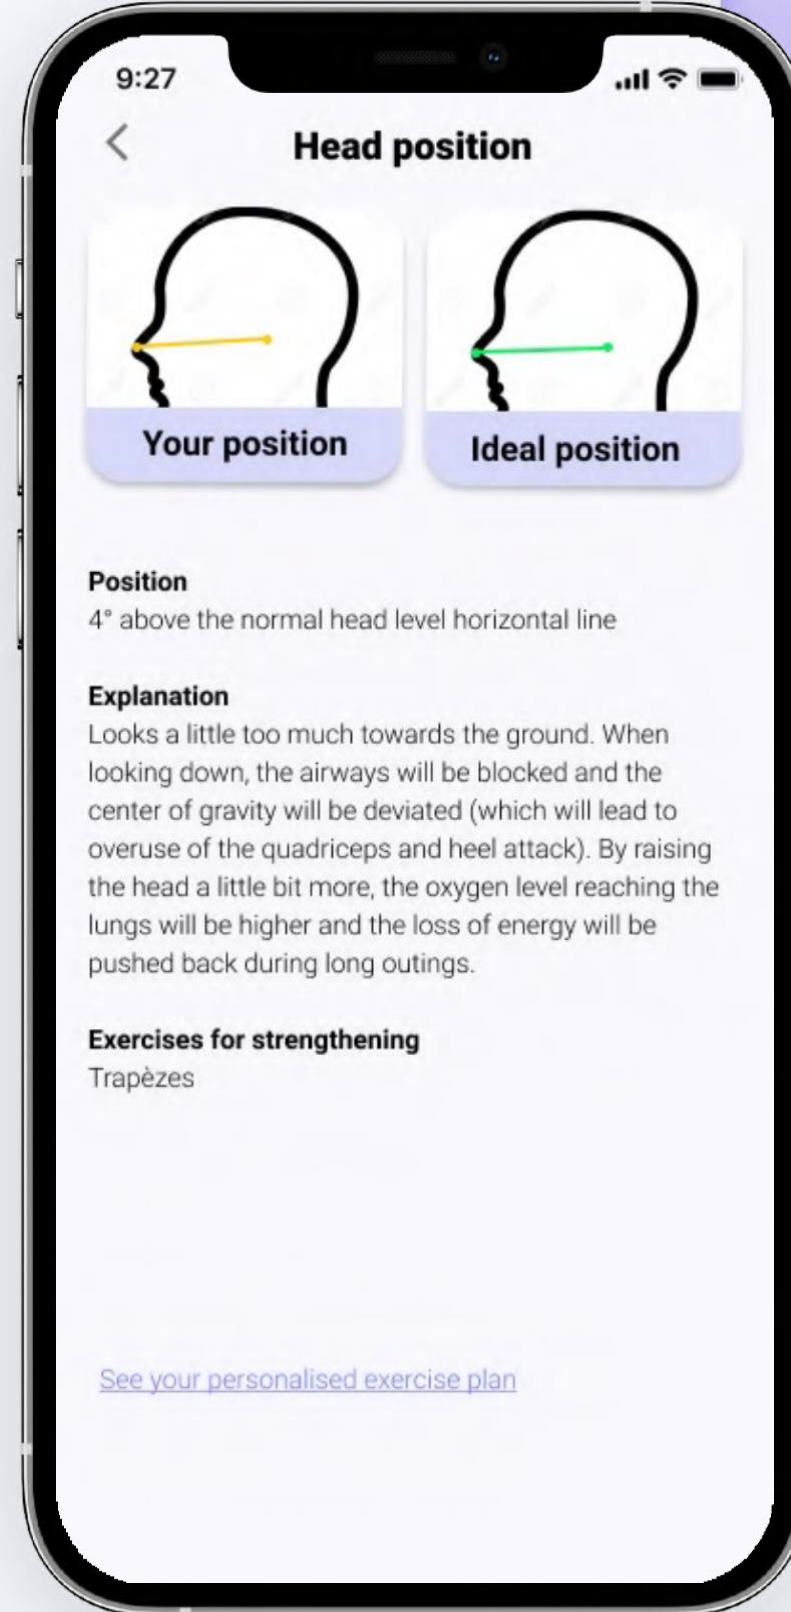 9:27
Head position
Your position
Ideal position
Position
4° above the normal head level horizontal line
Explanation
Looks a little too much towards the ground. When
looking down, the airways will be blocked and the
center of gravity will be deviated (which will lead to
overuse of the quadriceps and heel attack). By raising
the head a little bit more, the oxygen level reaching the
lungs will be higher and the loss of energy will be
pushed back during long outings.
Exercises for strengthening
Trapèzes
See your personalised exercise plan